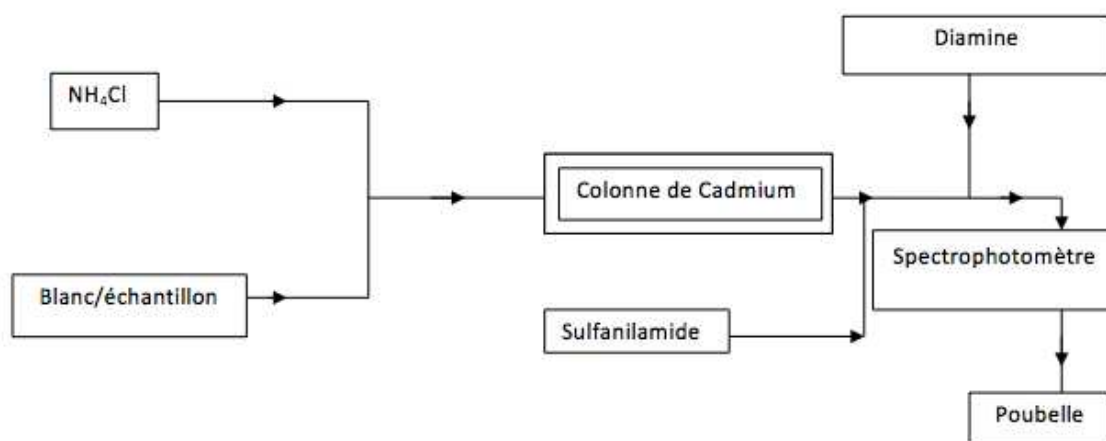 Diamine
NH₄Cl
Colonne de Cadmium
Spectrophotomètre
Blanc/échantillon
Sulfanilamide
Poubelle